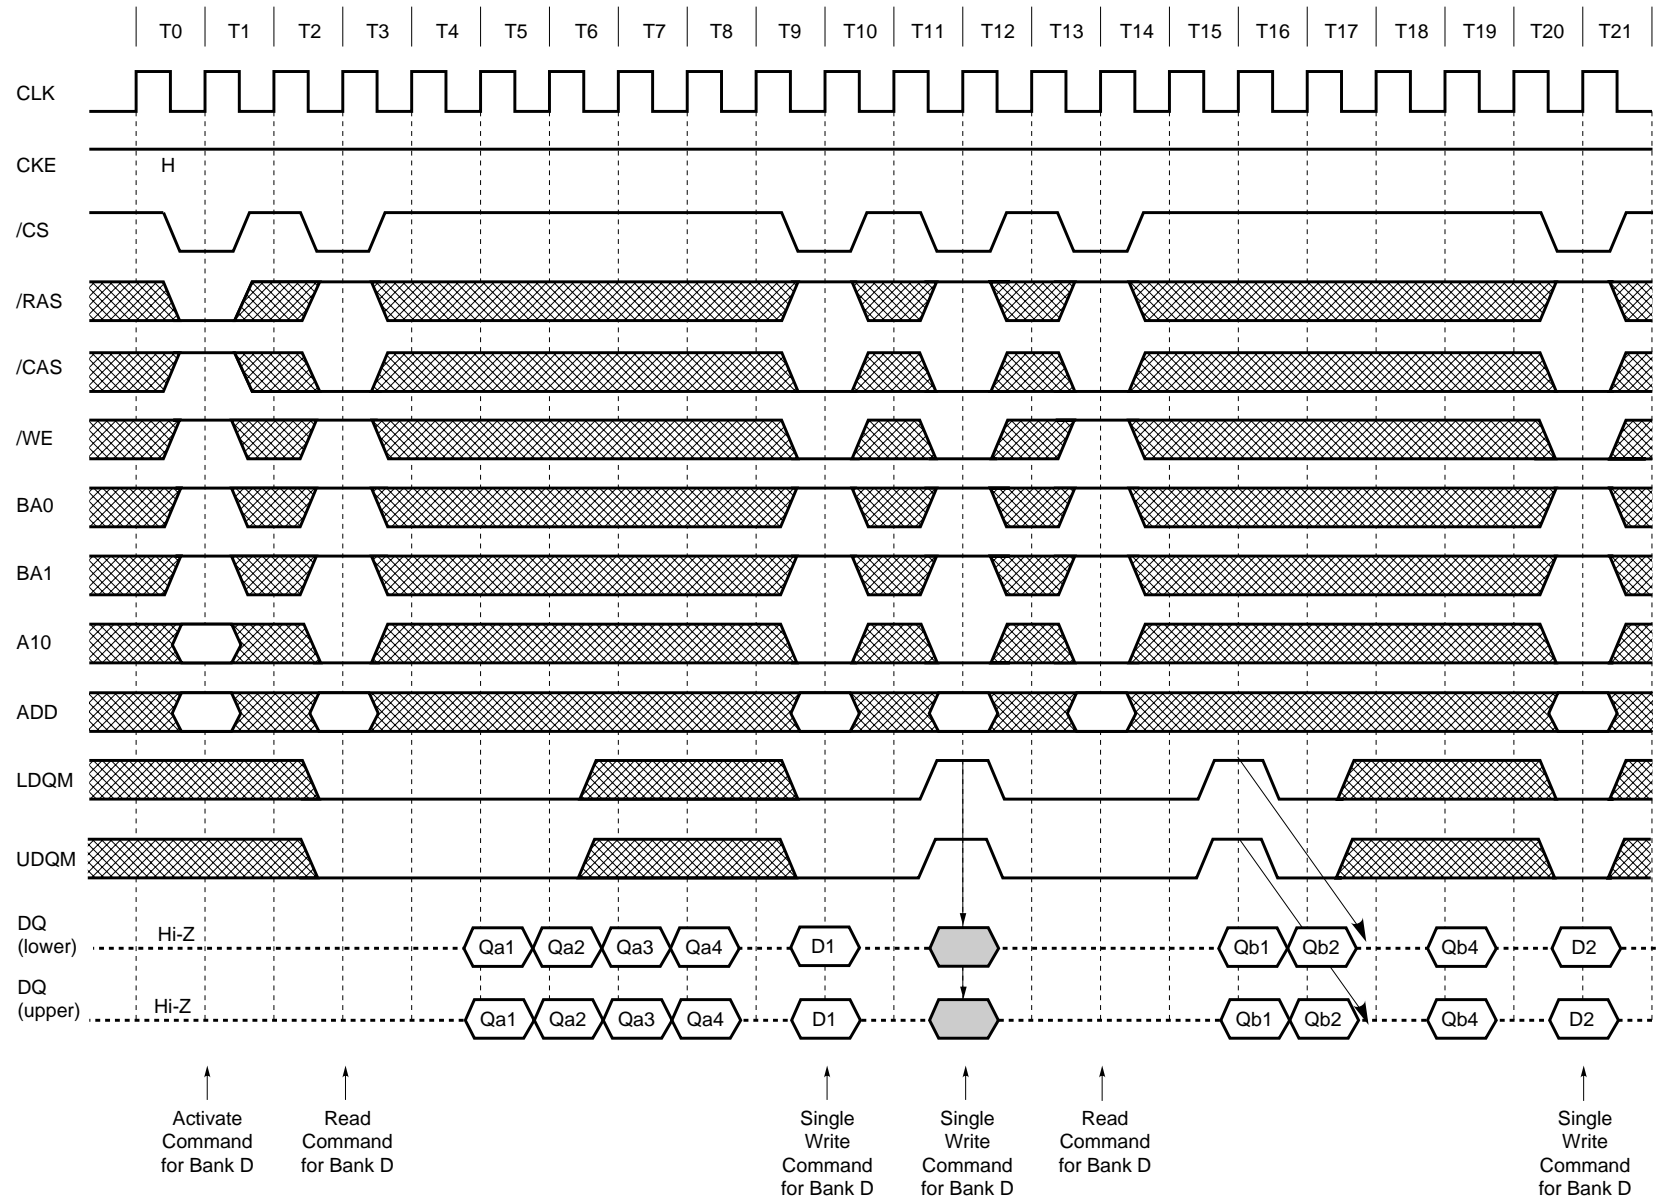 T0 T1 T2 T3 T4 T5 T6 T7 T8 T9 T10 T11 T12 T13 T14 T15 T16 T17 T18 T19 T20 T21
CLK
CKE H
/CS
/RAS
/CAS
/WE
BA0
BA1
A10
ADD
LDQM
UDQM
DQ
(lower) Hi-Z Qa1 Qa2 Qa3 Qa4 D1 Qb1 Qb2 Qb4 D2
DQ
(upper) Hi-Z Qa1 Qa2 Qa3 Qa4 D1 Qb1 Qb2 Qb4 D2
Activate
Command
for Bank D
Read
Command
for Bank D
Single
Write
Command
for Bank D
Single
Write
Command
for Bank D
Read
Command
for Bank D
Single
Write
Command
for Bank D